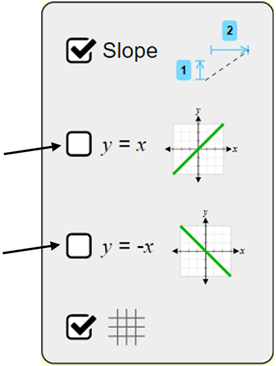 2
Slope
1
y
y = x
x
y
y = -x
x